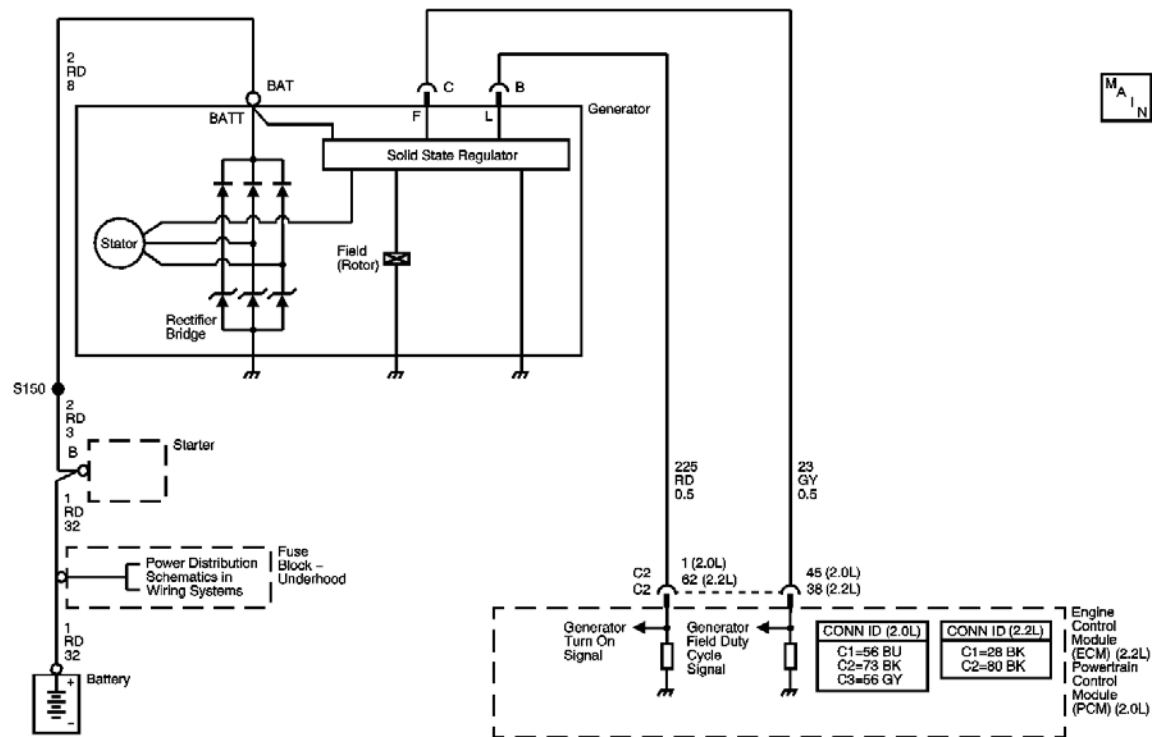 2
RD
8
BAT
C
B
Generator
BATT
F
L
Solid State Regulator
Stator
Field
(Rotor)
Rectifier
Bridge
M
A
I
N
S150
2
RD
3
B
Starter
1
RD
32
Power Distribution
Schematics in
Wiring Systems
Fuse
Block –
Underhood
1
RD
32
Battery
+
–
225
RD
0.5
23
GY
0.5
C2
1 (2.0L)
45 (2.0L)
C2
62 (2.2L)
38 (2.2L)
Generator
Turn On
Signal
Generator
Field Duty
Cycle
Signal
CONN ID (2.0L)
C1=56 BU
C2=73 BK
C3=56 GY
CONN ID (2.2L)
C1=28 BK
C2=80 BK
Engine
Control
Module
(ECM) (2.2L)
Powertrain
Control
Module
(PCM) (2.0L)